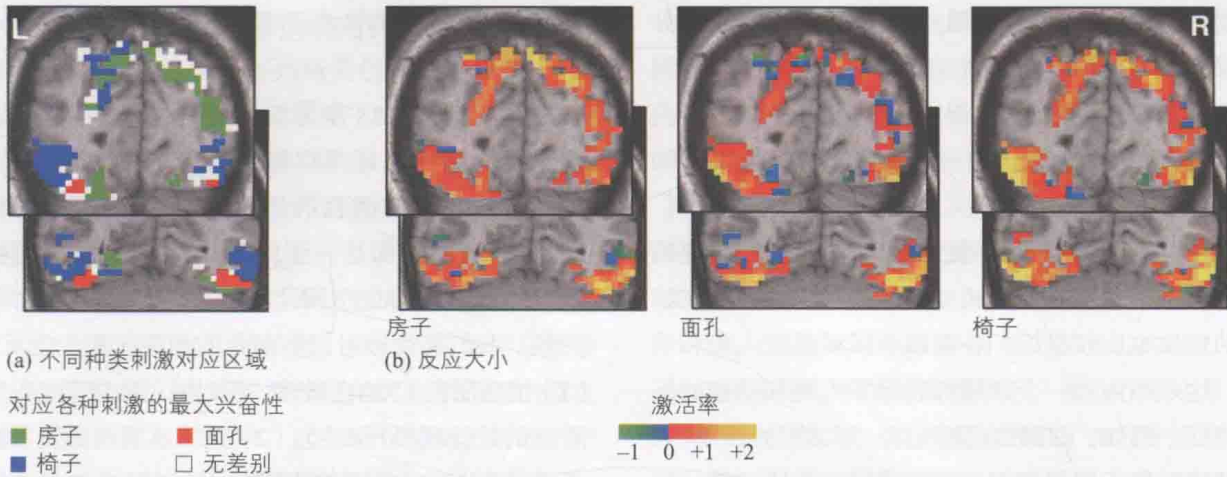 L
R
房子
面孔
椅子
(a) 不同种类刺激对应区域
(b) 反应大小
对应各种刺激的最大兴奋性
房子
面孔
椅子
无差别
激活率
–1 0 +1 +2